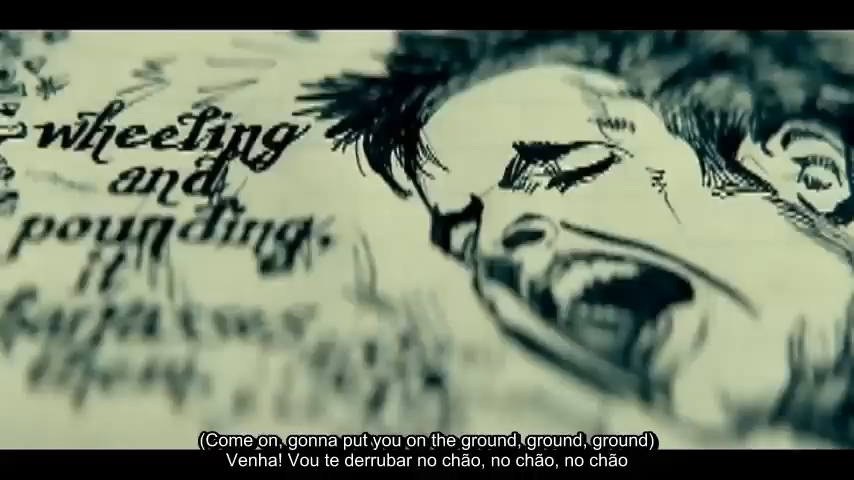 wheeling
and
pounding,
it
(Come on, gonna put you on the ground, ground, ground)
Venha! Vou te derrubar no chão, no chão, no chão